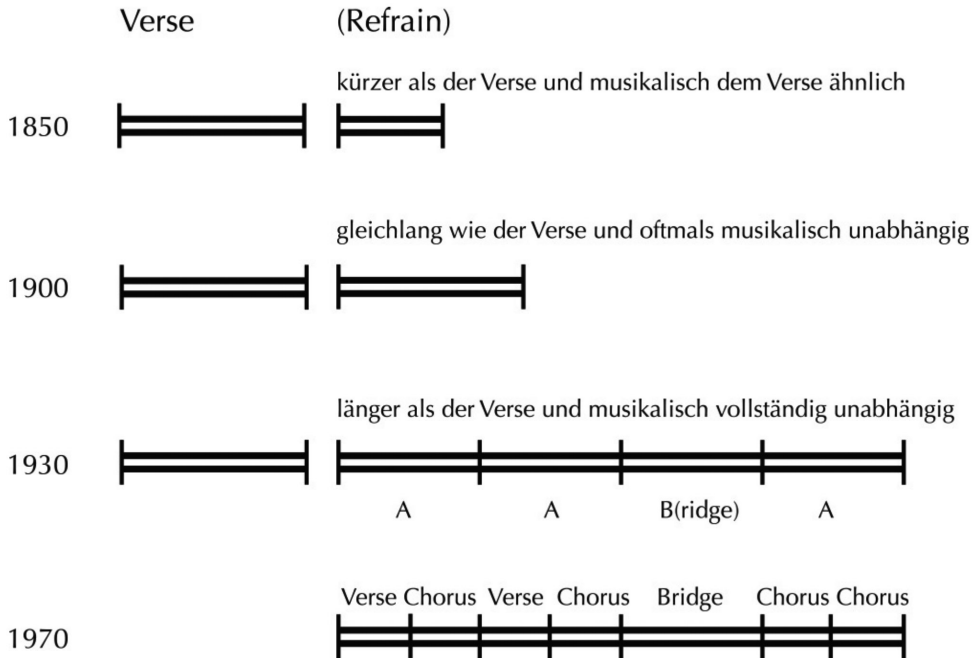 Verse (Refrain)
kürzer als der Verse und musikalisch dem Verse ähnlich
1850
gleichlang wie der Verse und oftmals musikalisch unabhängig
1900
länger als der Verse und musikalisch vollständig unabhängig
1930
A A B(ridge) A
Verse Chorus Verse Chorus Bridge Chorus Chorus
1970